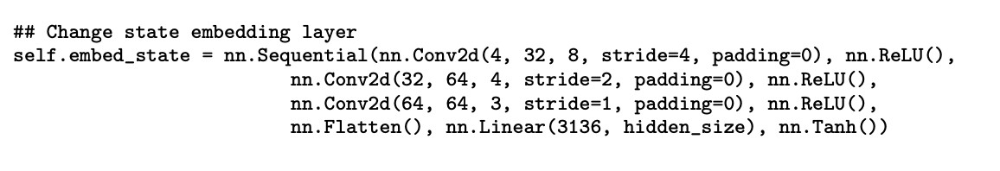 ## Change state embedding layer
self.embed_state = nn.Sequential(nn.Conv2d(4, 32, 8, stride=4, padding=0), nn.ReLU(),
nn.Conv2d(32, 64, 4, stride=2, padding=0), nn.ReLU(),
nn.Conv2d(64, 64, 3, stride=1, padding=0), nn.ReLU(),
nn.Flatten(), nn.Linear(3136, hidden_size), nn.Tanh())